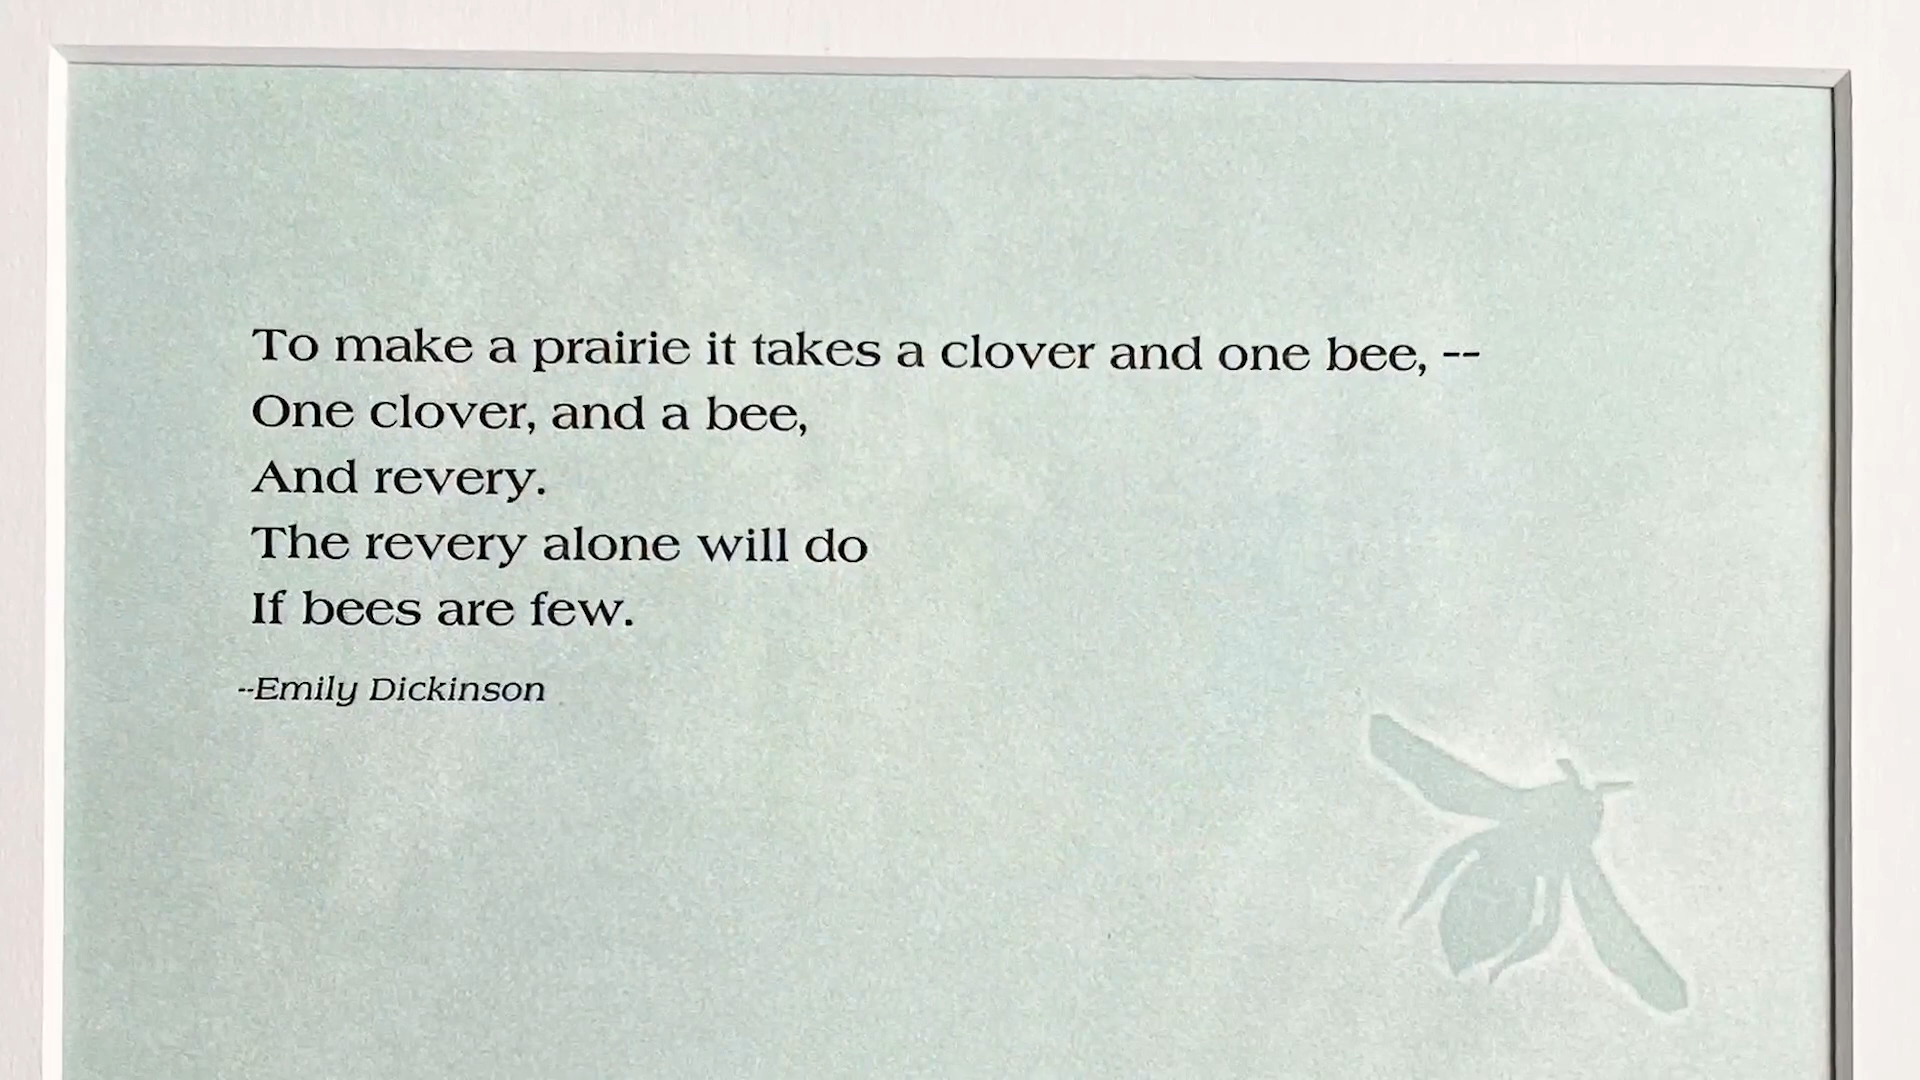 To make a prairie it takes a clover and one bee, --
One clover, and a bee,
And revery.
The revery alone will do
If bees are few.
--Emily Dickinson